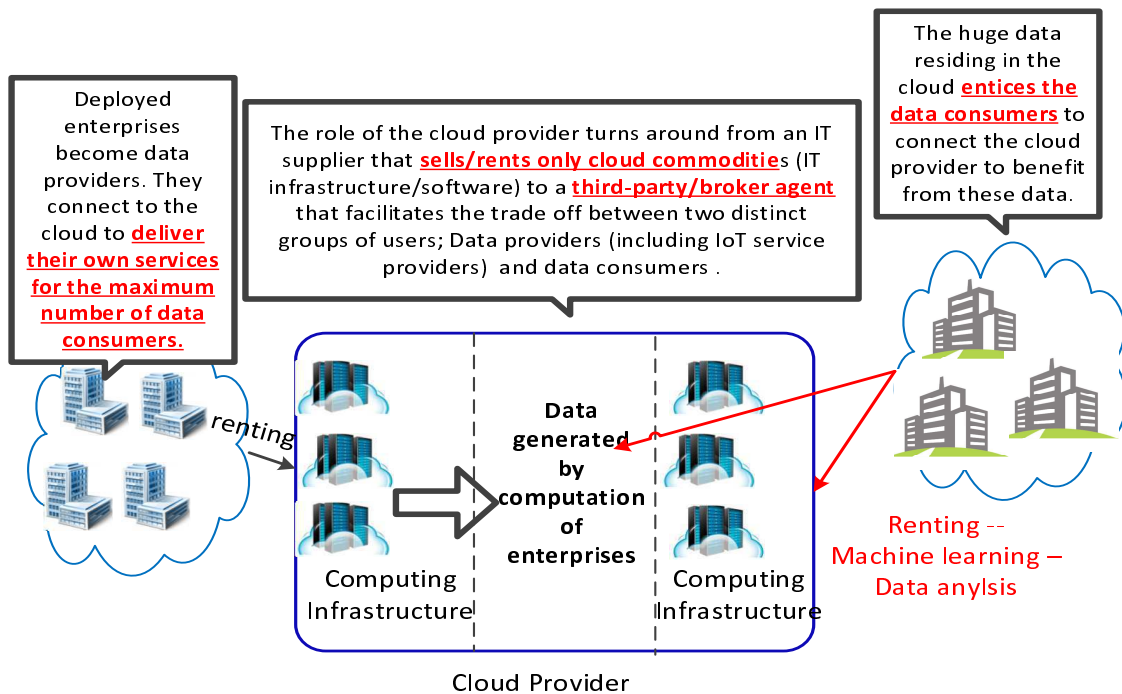 Deployed
enterprises
become data
providers. They
connect to the
cloud to deliver
their own services
for the maximum
number of data
consumers.
The role of the cloud provider turns around from an IT
supplier that sells/rents only cloud commodities (IT
infrastructure/software) to a third-party/broker agent
that facilitates the trade off between two distinct
groups of users; Data providers (including IoT service
providers) and data consumers .
The huge data
residing in the
cloud entices the
data consumers to
connect the cloud
provider to benefit
from these data.
renting
Data
generated
by
computation
of
enterprises
Computing
Infrastructure
Computing
Infrastructure
Renting --
Machine learning –
Data anylsis
Cloud Provider